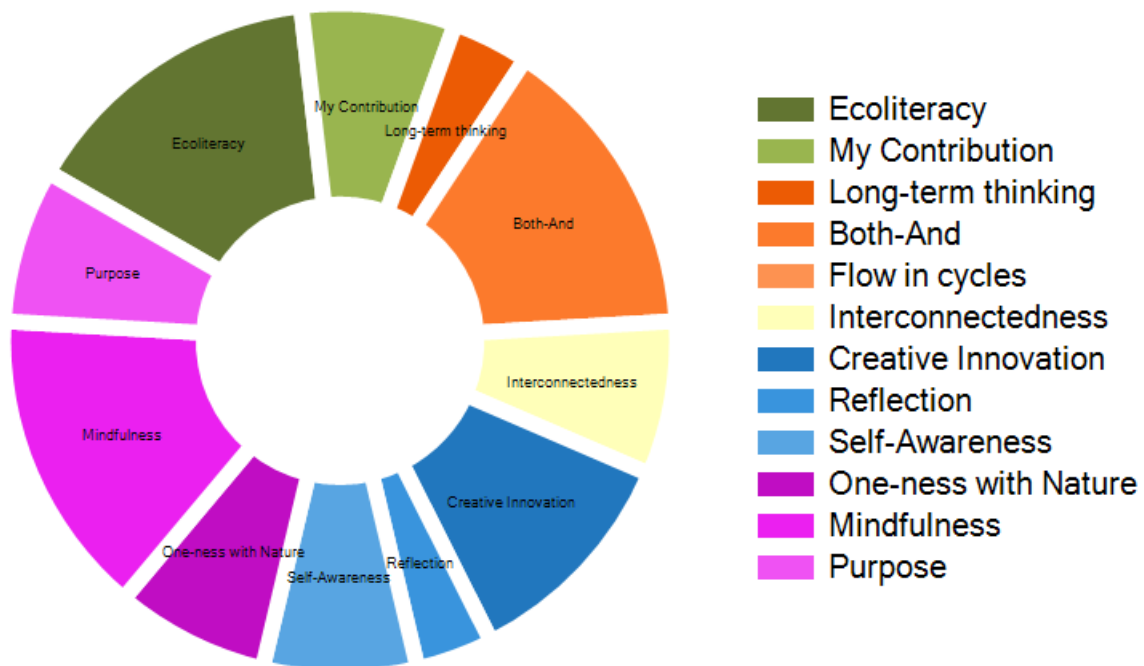 My Contribution
Long-term thinking
Ecoliteracy
Both-And
Purpose
Interconnectedness
Mindfulness
Creative Innovation
One-ness with Nature
Reflection
Self-Awareness
Ecoliteracy
My Contribution
Long-term thinking
Both-And
Flow in cycles
Interconnectedness
Creative Innovation
Reflection
Self-Awareness
One-ness with Nature
Mindfulness
Purpose